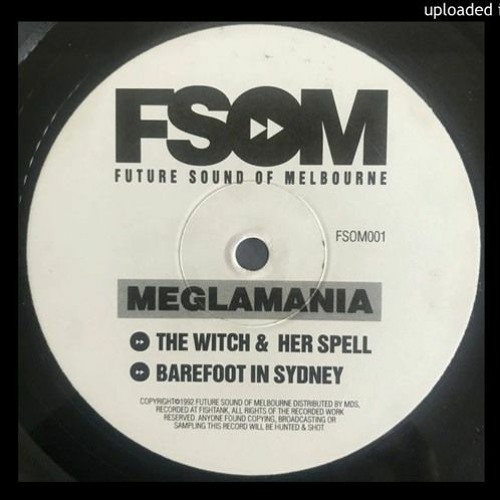 uploaded
FSOM
FUTURE SOUND OF MELBOURNE
FSOM001
MEGLAMANIA
THE WITCH & HER SPELL
BAREFOOT IN SYDNEY
COPYRIGHT©1992 FUTURE SOUND OF MELBOURNE DISTRIBUTED BY MDS,
RECORDED AT FISHTANK, ALL RIGHTS OF THE RECORDED WORK
RESERVED. ANYONE FOUND COPYING, BROADCASTING OR
SAMPLING THIS RECORD WILL BE HUNTED & SHOT.